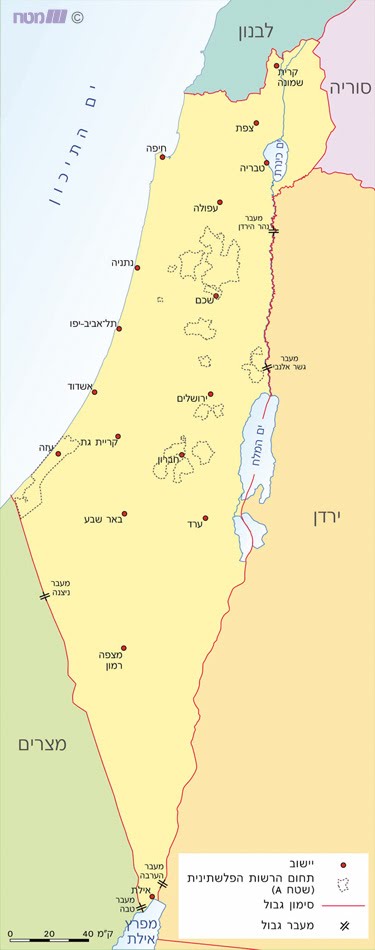 © מטח
לבנון
סוריה
קרית
שמונה
צפת
ים התיכון
חיפה
ים כינרת
טבריה
עפולה
מעבר
נהר הירדן
נתניה
שכם
תל־אביב-יפו
מעבר
גשר אלנבי
אשדוד
ירושלים
קריית גת
עזה
חברון
ים המלח
באר שבע
ערד
ירדן
מעבר
ניצנה
מצפה
רמון
מצרים
מעבר
הערבה
אילת
מעבר
טבה
מפרץ
אילת
יישוב
תחום הרשות הפלשתינית
(שטח A)
סימון גבול
מעבר גבול
0 20 40 ק"מ